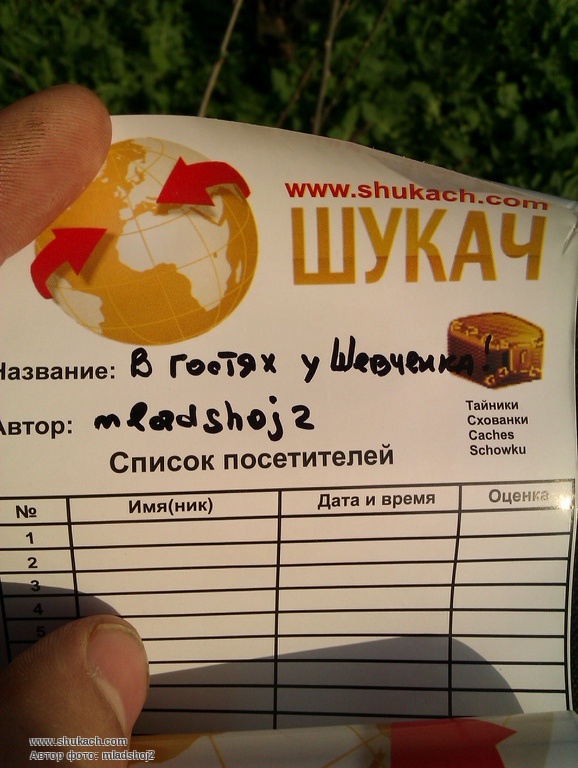 www.shukach.com
ШУКАЧ
Название: В гостях у Шевченка!
Автор: mladshoj2
Тайники
Схованки
Caches
Schowku
Список посетителей
№ Имя(ник) Дата и время Оценка
1
2
3
4
5
www.shukach.com
Автор фото: mladshoj2